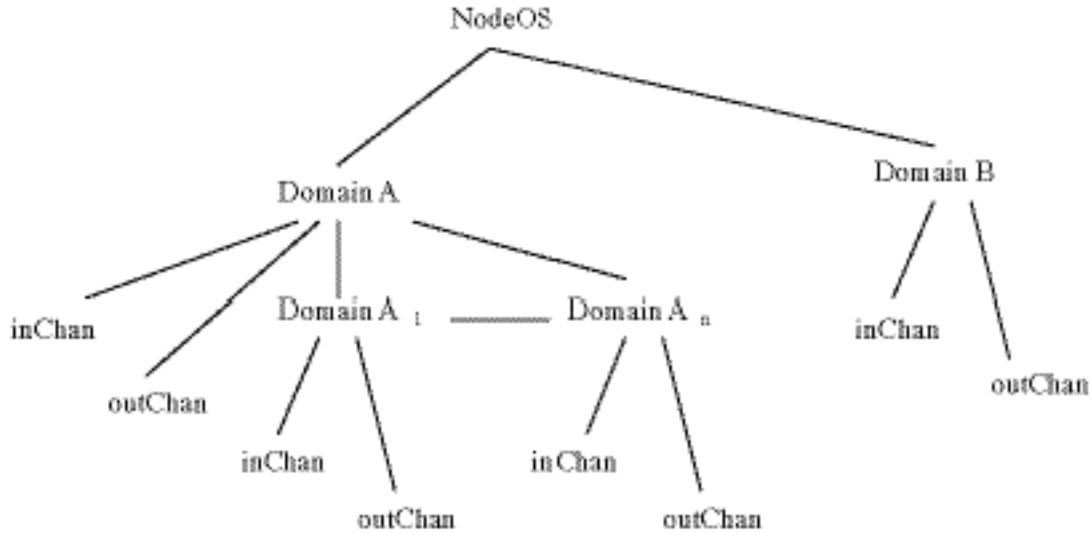 NodeOS
Domain A
Domain B
inChan
outChan
Domain A 1
Domain A n
inChan
outChan
inChan
outChan
inChan
outChan